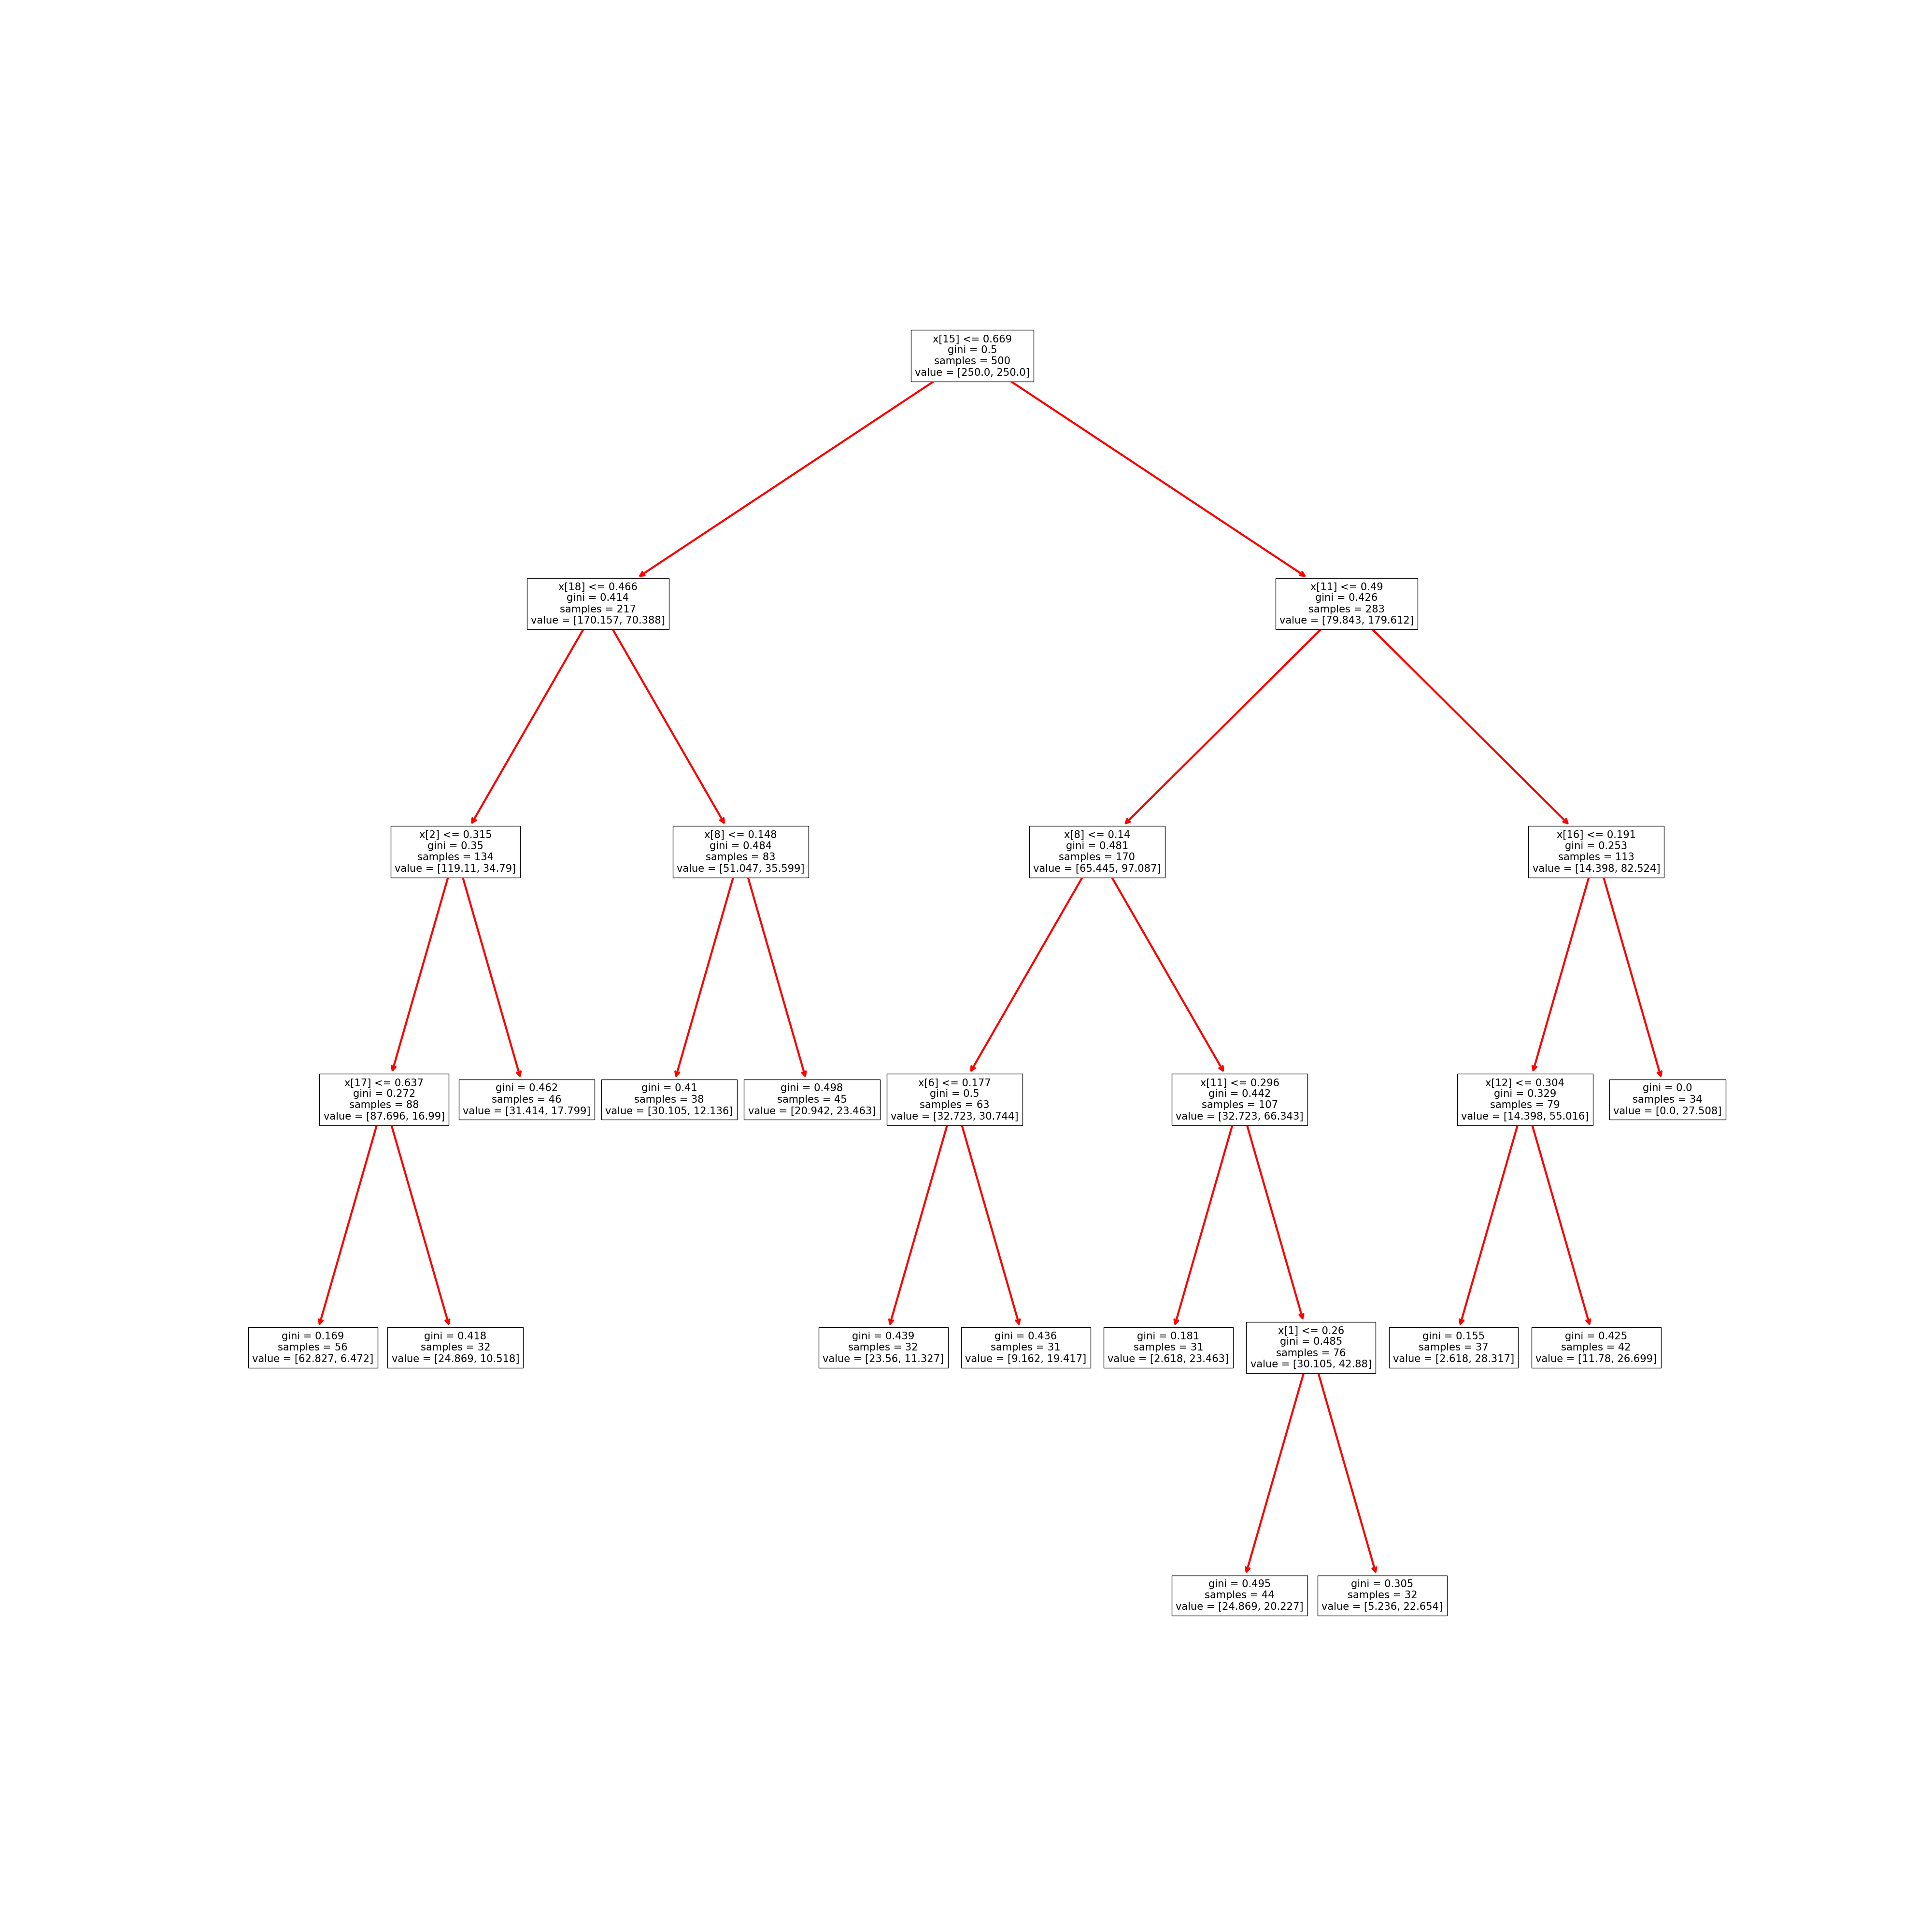 x[15] <= 0.669
gini = 0.5
samples = 500
value = [250.0, 250.0]
x[18] <= 0.466
gini = 0.414
samples = 217
value = [170.157, 70.388]
x[11] <= 0.49
gini = 0.426
samples = 283
value = [79.843, 179.612]
x[2] <= 0.315
gini = 0.35
samples = 134
value = [119.11, 34.79]
x[8] <= 0.148
gini = 0.484
samples = 83
value = [51.047, 35.599]
x[8] <= 0.14
gini = 0.481
samples = 170
value = [65.445, 97.087]
x[16] <= 0.191
gini = 0.253
samples = 113
value = [14.398, 82.524]
x[17] <= 0.637
gini = 0.272
samples = 88
value = [87.696, 16.99]
gini = 0.462
samples = 46
value = [31.414, 17.799]
gini = 0.41
samples = 38
value = [30.105, 12.136]
gini = 0.498
samples = 45
value = [20.942, 23.463]
x[6] <= 0.177
gini = 0.5
samples = 63
value = [32.723, 30.744]
x[11] <= 0.296
gini = 0.442
samples = 107
value = [32.723, 66.343]
x[12] <= 0.304
gini = 0.329
samples = 79
value = [14.398, 55.016]
gini = 0.0
samples = 34
value = [0.0, 27.508]
gini = 0.169
samples = 56
value = [62.827, 6.472]
gini = 0.418
samples = 32
value = [24.869, 10.518]
gini = 0.439
samples = 32
value = [23.56, 11.327]
gini = 0.436
samples = 31
value = [9.162, 19.417]
gini = 0.181
samples = 31
value = [2.618, 23.463]
x[1] <= 0.26
gini = 0.485
samples = 76
value = [30.105, 42.88]
gini = 0.155
samples = 37
value = [2.618, 28.317]
gini = 0.425
samples = 42
value = [11.78, 26.699]
gini = 0.495
samples = 44
value = [24.869, 20.227]
gini = 0.305
samples = 32
value = [5.236, 22.654]